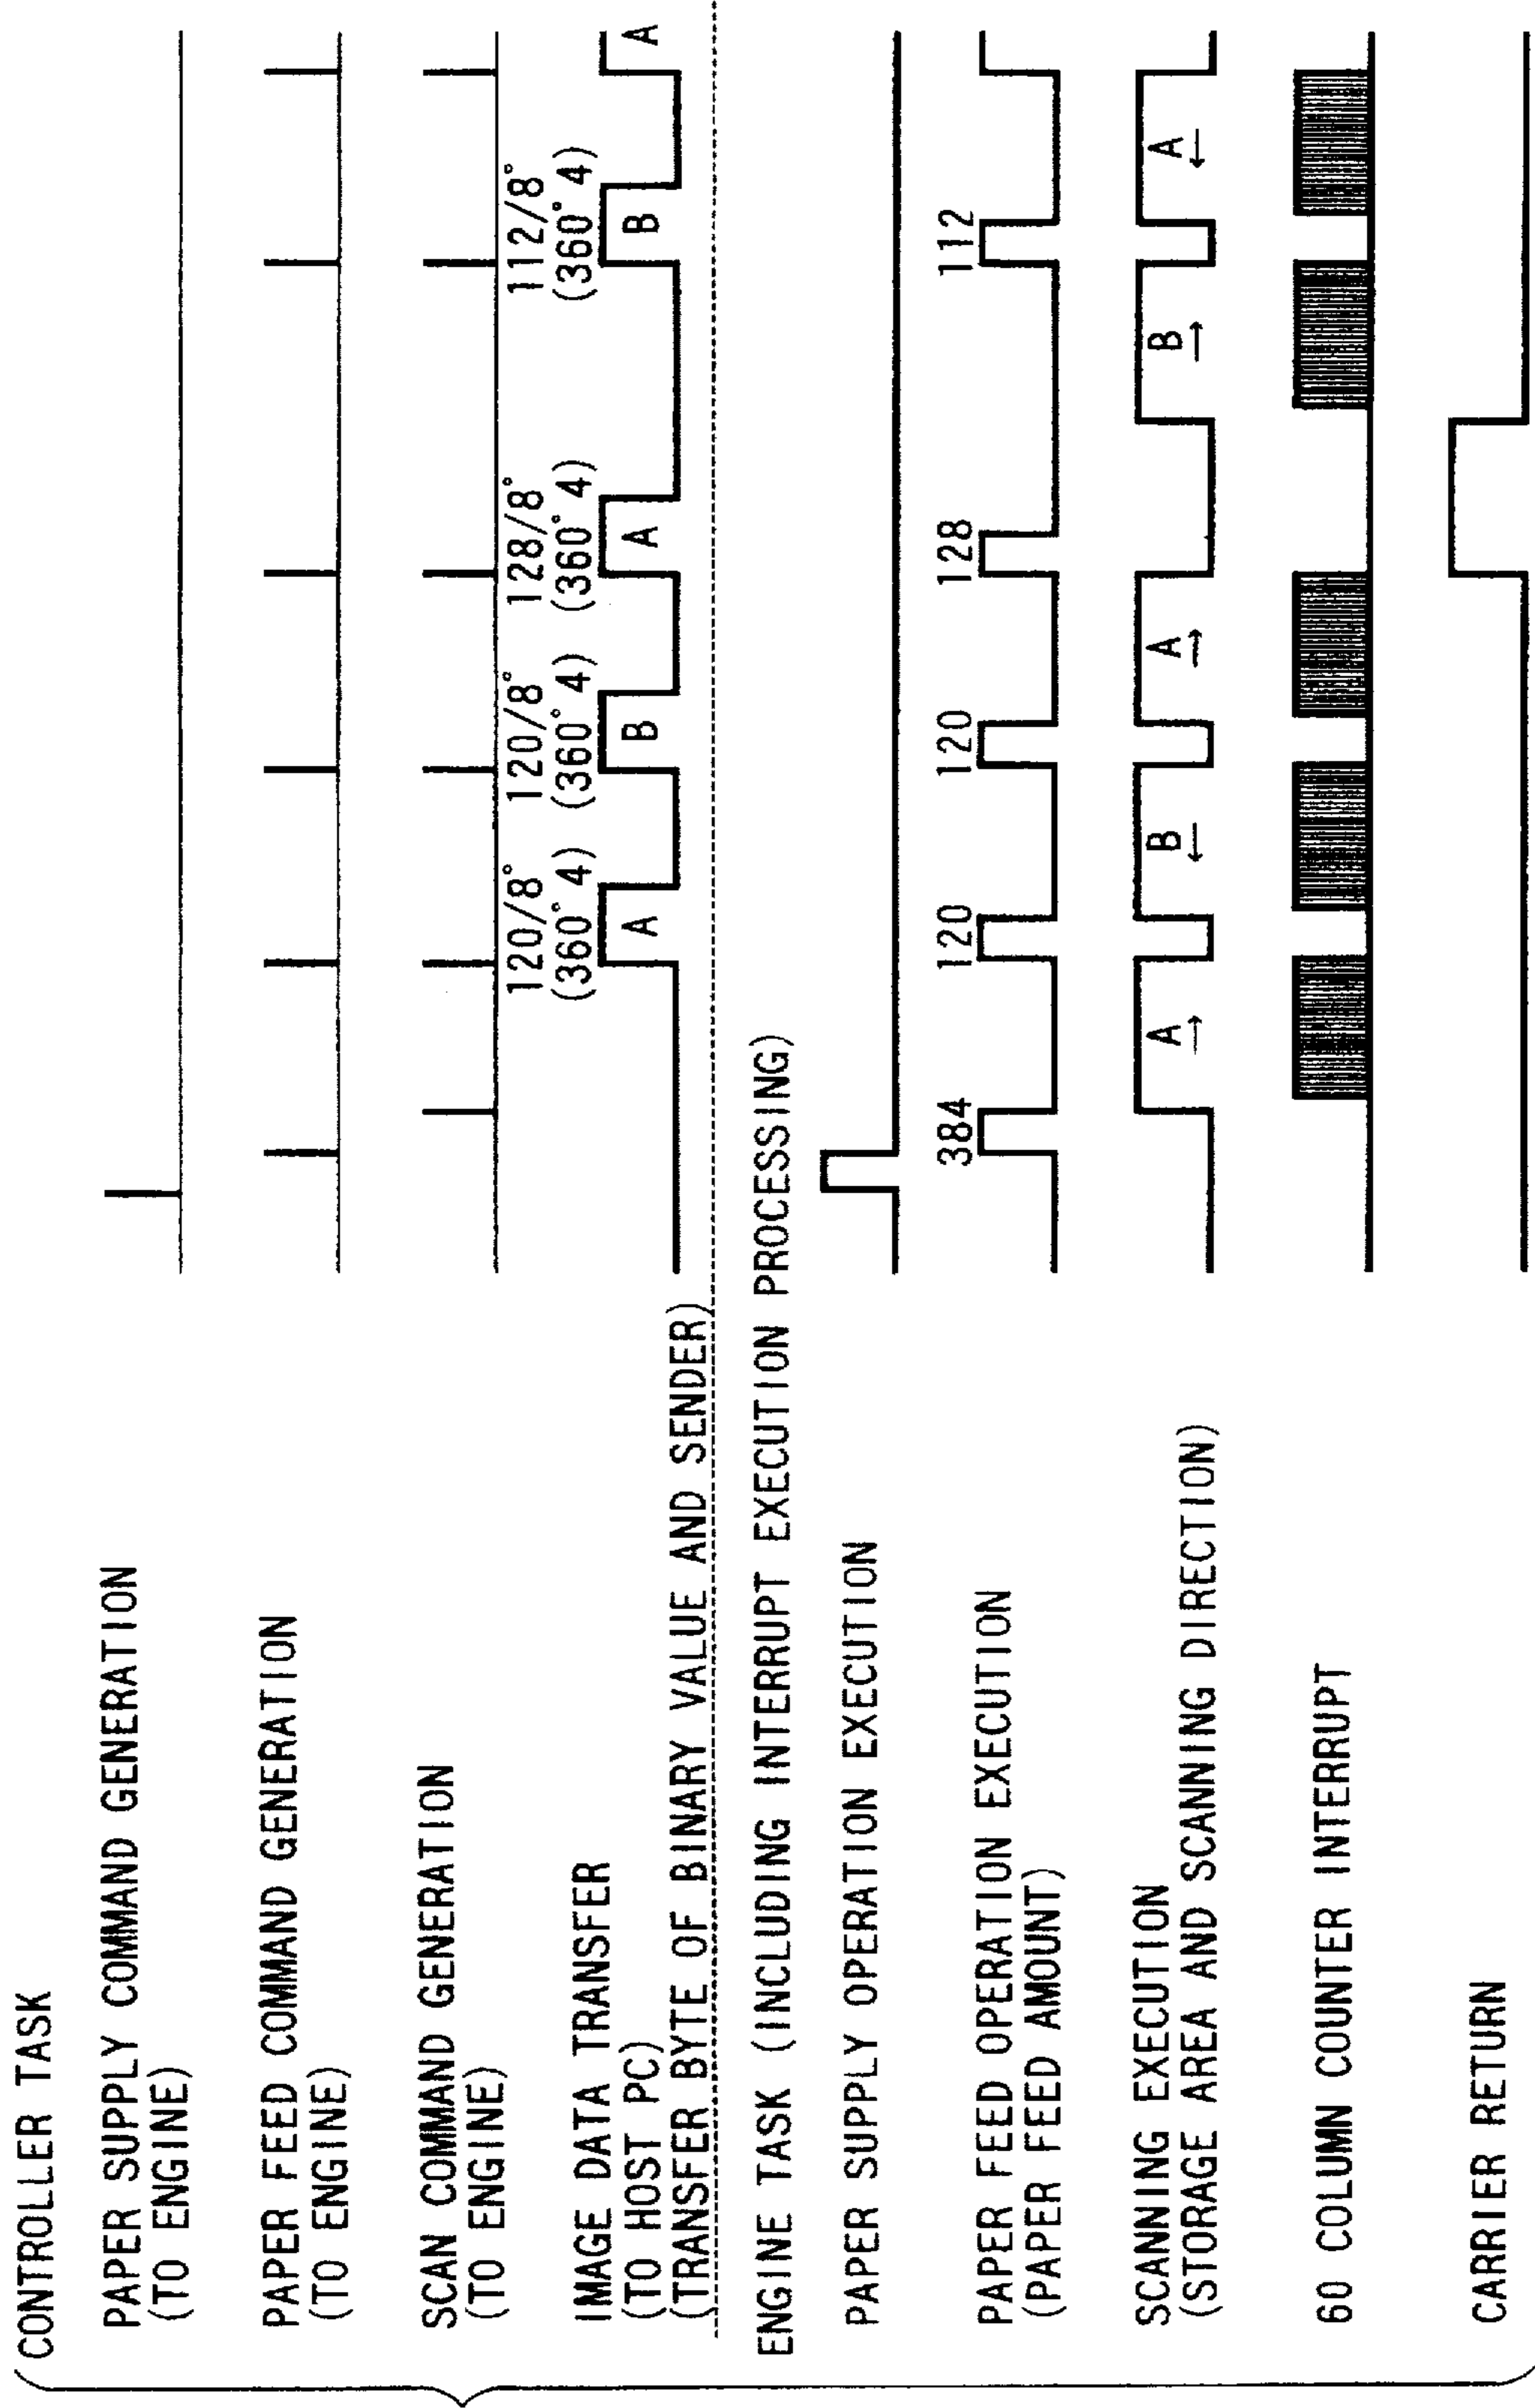 CONTROLLER TASK
PAPER SUPPLY COMMAND GENERATION
(TO ENGINE)
PAPER FEED COMMAND GENERATION
(TO ENGINE)
SCAN COMMAND GENERATION
(TO ENGINE)
120/8° 120/8° 128/8° 112/8°
(360° 4) (360° 4) (360° 4) (360° 4)
IMAGE DATA TRANSFER
(TO HOST PC)
(TRANSFER BYTE OF BINARY VALUE AND SENDER)
A B A B A
ENGINE TASK (INCLUDING INTERRUPT EXECUTION PROCESSING)
PAPER SUPPLY OPERATION EXECUTION
384 120 120 128 112
PAPER FEED OPERATION EXECUTION
(PAPER FEED AMOUNT)
SCANNING EXECUTION
(STORAGE AREA AND SCANNING DIRECTION)
A B A B A
→ ← → → ←
60 COLUMN COUNTER INTERRUPT
CARRIER RETURN